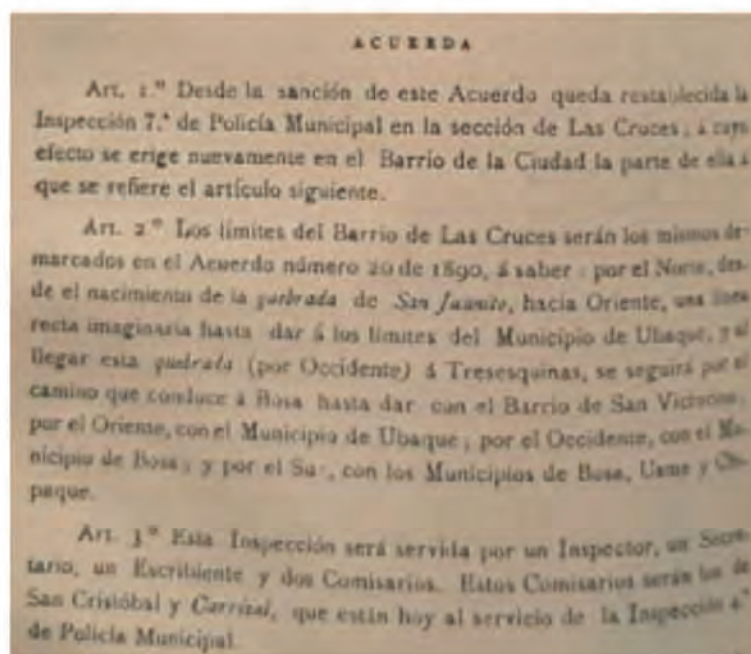 ACUERDA
Art. 1.º Desde la sanción de este Acuerdo queda restablecida la
Inspección 7.ª de Policía Municipal en la sección de Las Cruces, á cuyo
efecto se erige nuevamente en el Barrio de la Ciudad la parte de ella á
que se refiere el artículo siguiente.
Art. 2º Los límites del Barrio de Las Cruces serán los mismos de-
marcados en el Acuerdo número 20 de 1890, á saber: por el Norte, des-
de el nacimiento de la quebrada de San Juanito, hacia Oriente, una línea
recta imaginaria hasta dar á los límites del Municipio de Ubaque, y al
llegar esta quebrada (por Occidente) á Tresesquinas, se seguirá por el
camino que conduce á Bosa hasta dar con el Barrio de San Victorino;
por el Oriente, con el Municipio de Ubaque; por el Occidente, con el Mu-
nicipio de Bosa; y por el Sur, con los Municipios de Bosa, Usme y Chi-
paque.
Art. 3º Esta Inspección será servida por un Inspector, un Secre-
tario, un Escribiente y dos Comisarios. Estos Comisarios serán los de
San Cristóbal y Carrizal, que están hoy al servicio de la Inspección
de Policía Municipal.